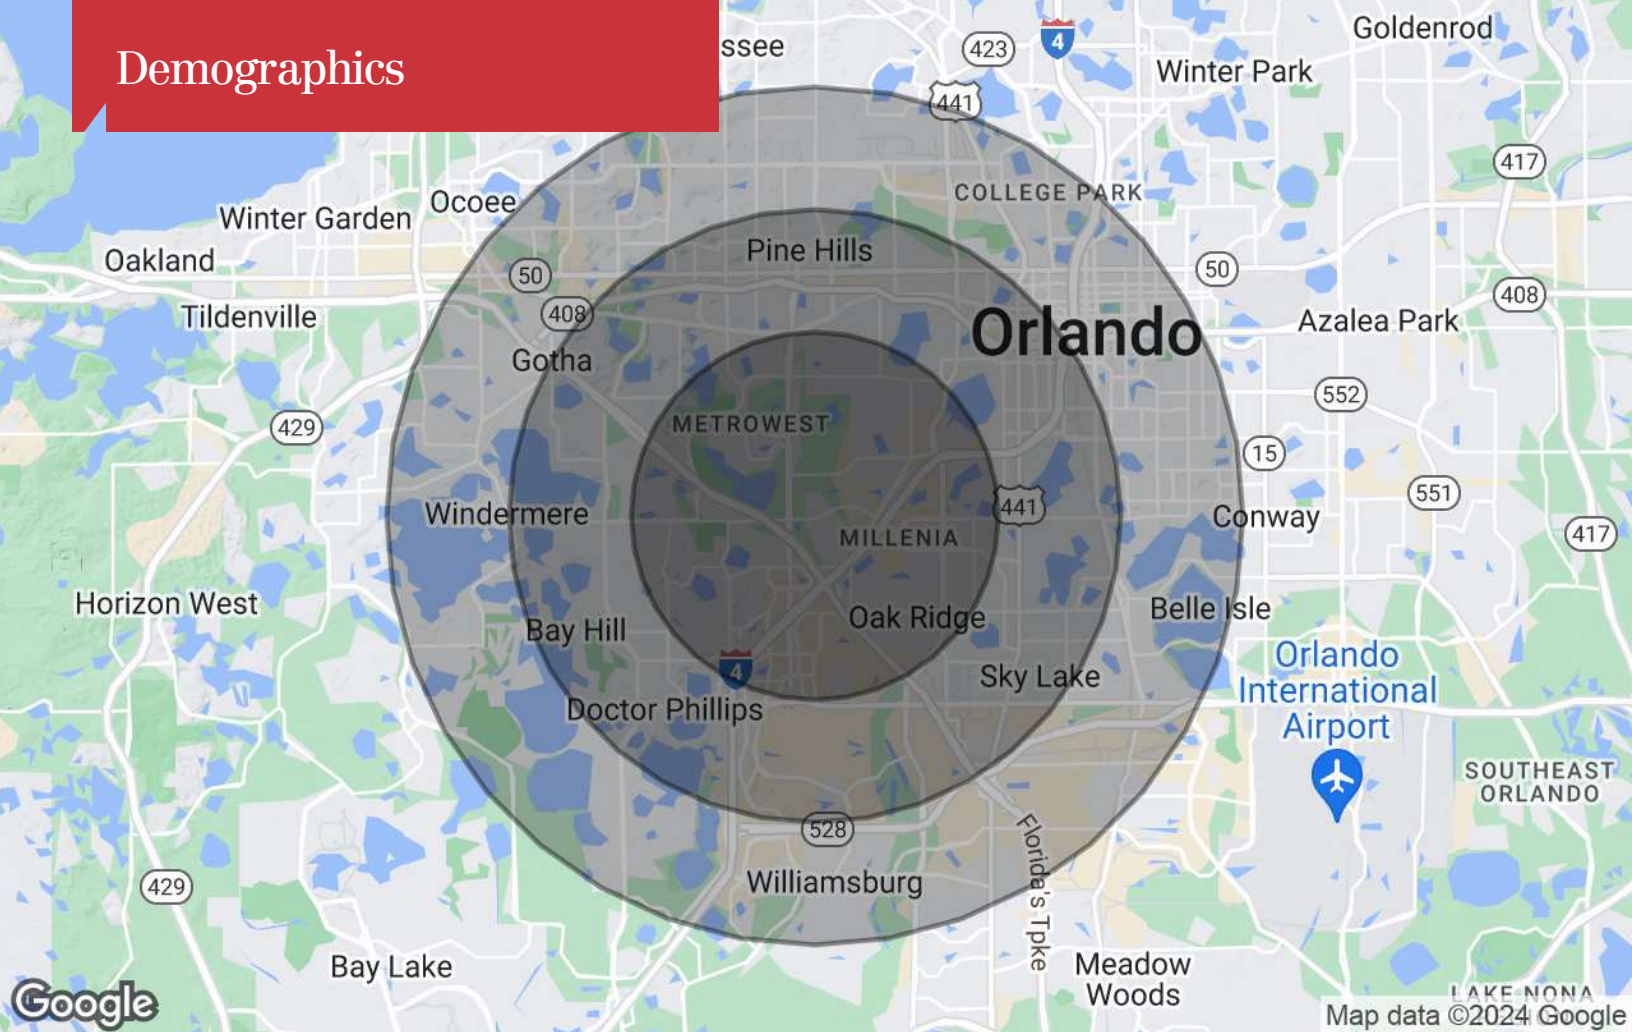 Demographics
ssee
423
4
Goldenrod
Winter Park
441
417
COLLEGE PARK
Ocoee
Winter Garden
Oakland
Pine Hills
50
50
408
408
Tildenville
Orlando
Azalea Park
Gotha
552
METROWEST
429
15
551
441
Windermere
Conway
MILLENIA
417
Horizon West
Oak Ridge
Belle Isle
Bay Hill
4
Sky Lake
Orlando
International
Airport
Doctor Phillips
SOUTHEAST
ORLANDO
528
Florida's Tpke
Williamsburg
429
Bay Lake
Meadow
Woods
LAKE NONA
Google
Map data ©2024 Google